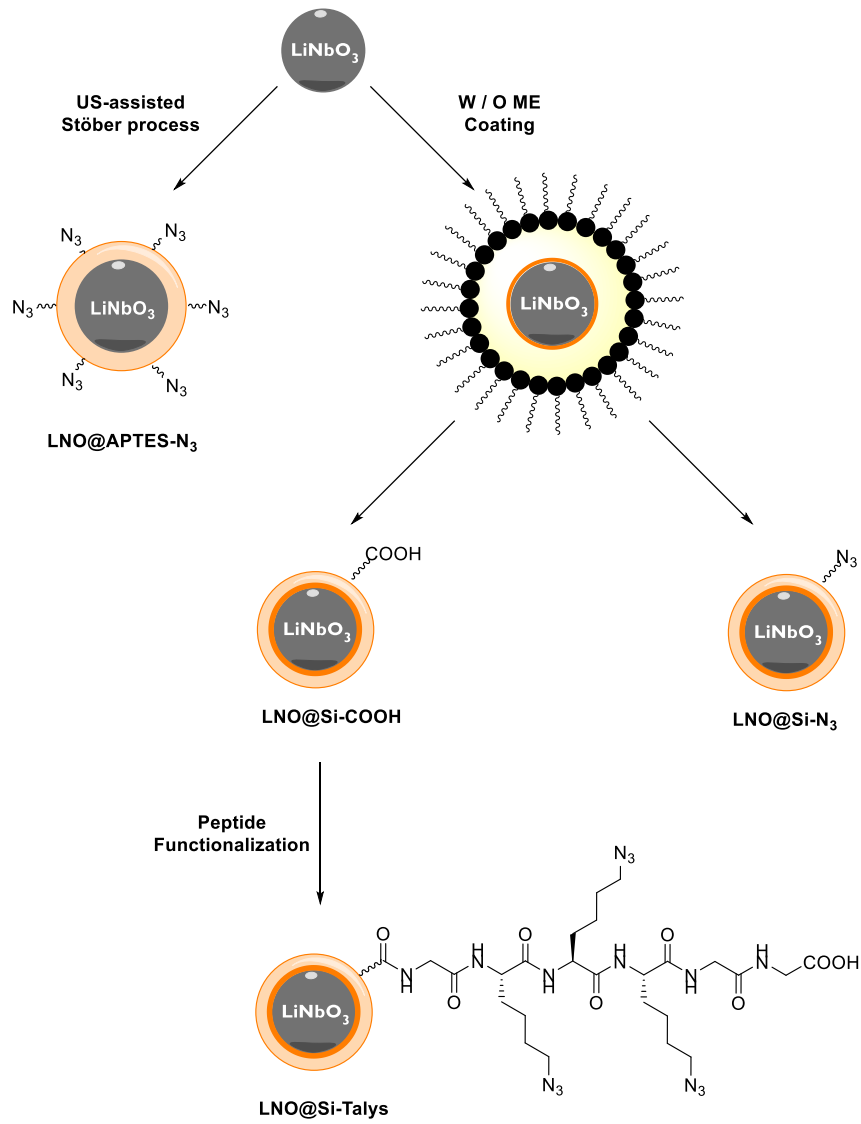 LiNbO3
US-assisted
Stöber process
W / O ME
Coating
N3
N3
N3
N3
N3
N3
LiNbO3
LNO@APTES-N3
LiNbO3
COOH
LiNbO3
LNO@Si-COOH
N3
LiNbO3
LNO@Si-N3
Peptide
Functionalization
N3
O
H
N
O
H
N
O
H
N
COOH
N
H
O
N
H
O
N
H
O
O
N3
N3
LiNbO3
LNO@Si-Talys